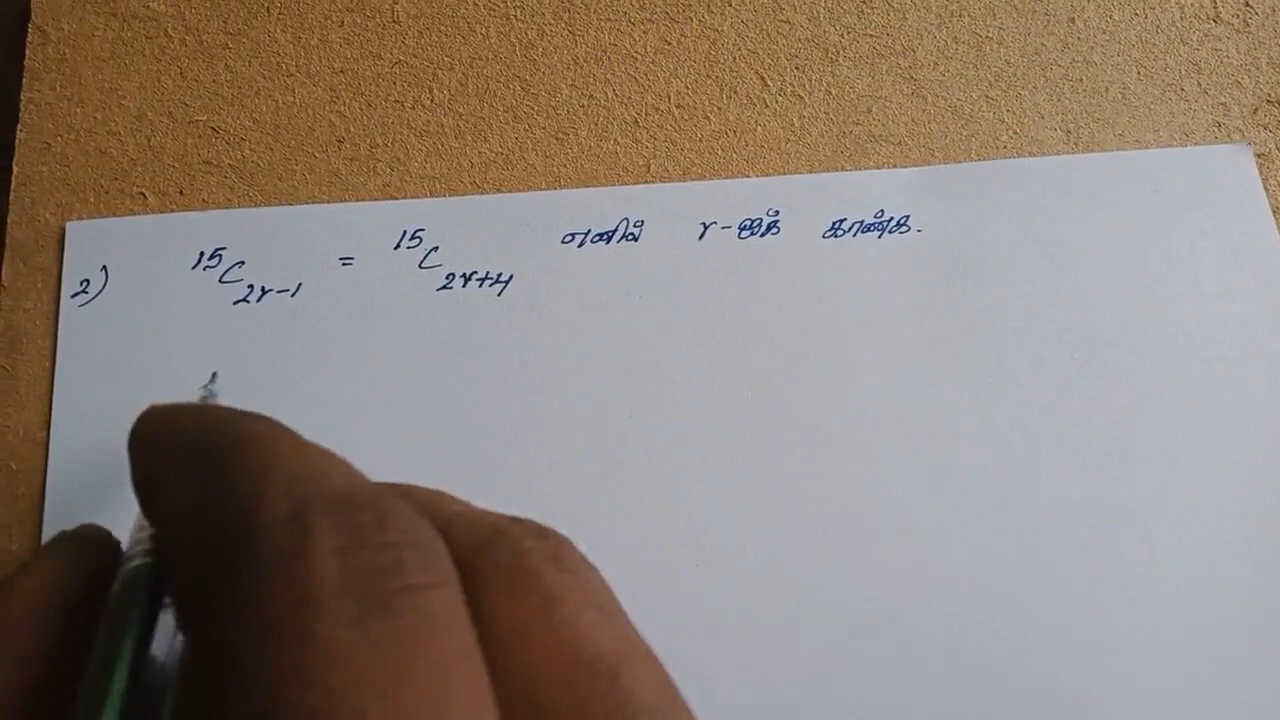 2) ¹⁵C₂ᵣ₋₁ = ¹⁵C₂ᵣ₊₄ எனில் r-ஐக் காண்க.